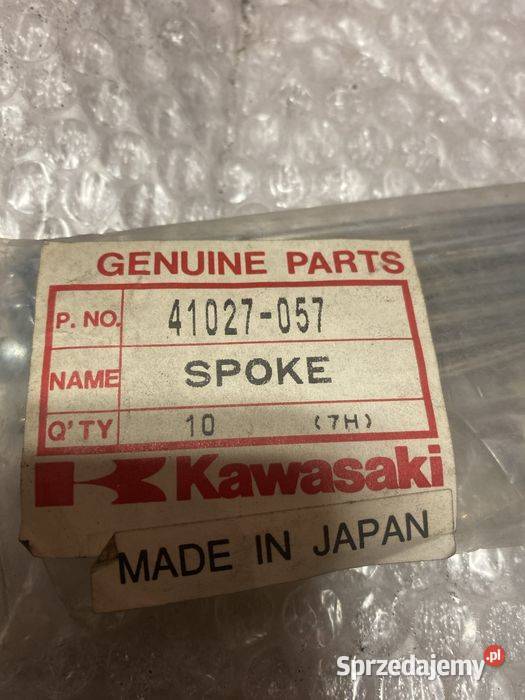 GENUINE PARTS
P. NO. 41027-057
NAME SPOKE
Q'TY 10 (7H)
Kawasaki
MADE IN JAPAN
Sprzedajemy.pl